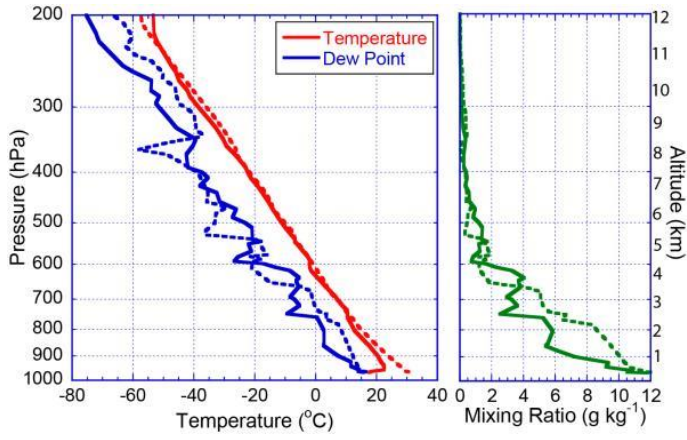 Temperature
Dew Point
Pressure (hPa)
200
300
400
500
600
700
800
900
1000
-80 -60 -40 -20 0 20 40
Temperature (°C)
12
11
10
9
8
7
6
5
4
3
2
1
Altitude (km)
0 2 4 6 8 10 12
Mixing Ratio (g kg-1)